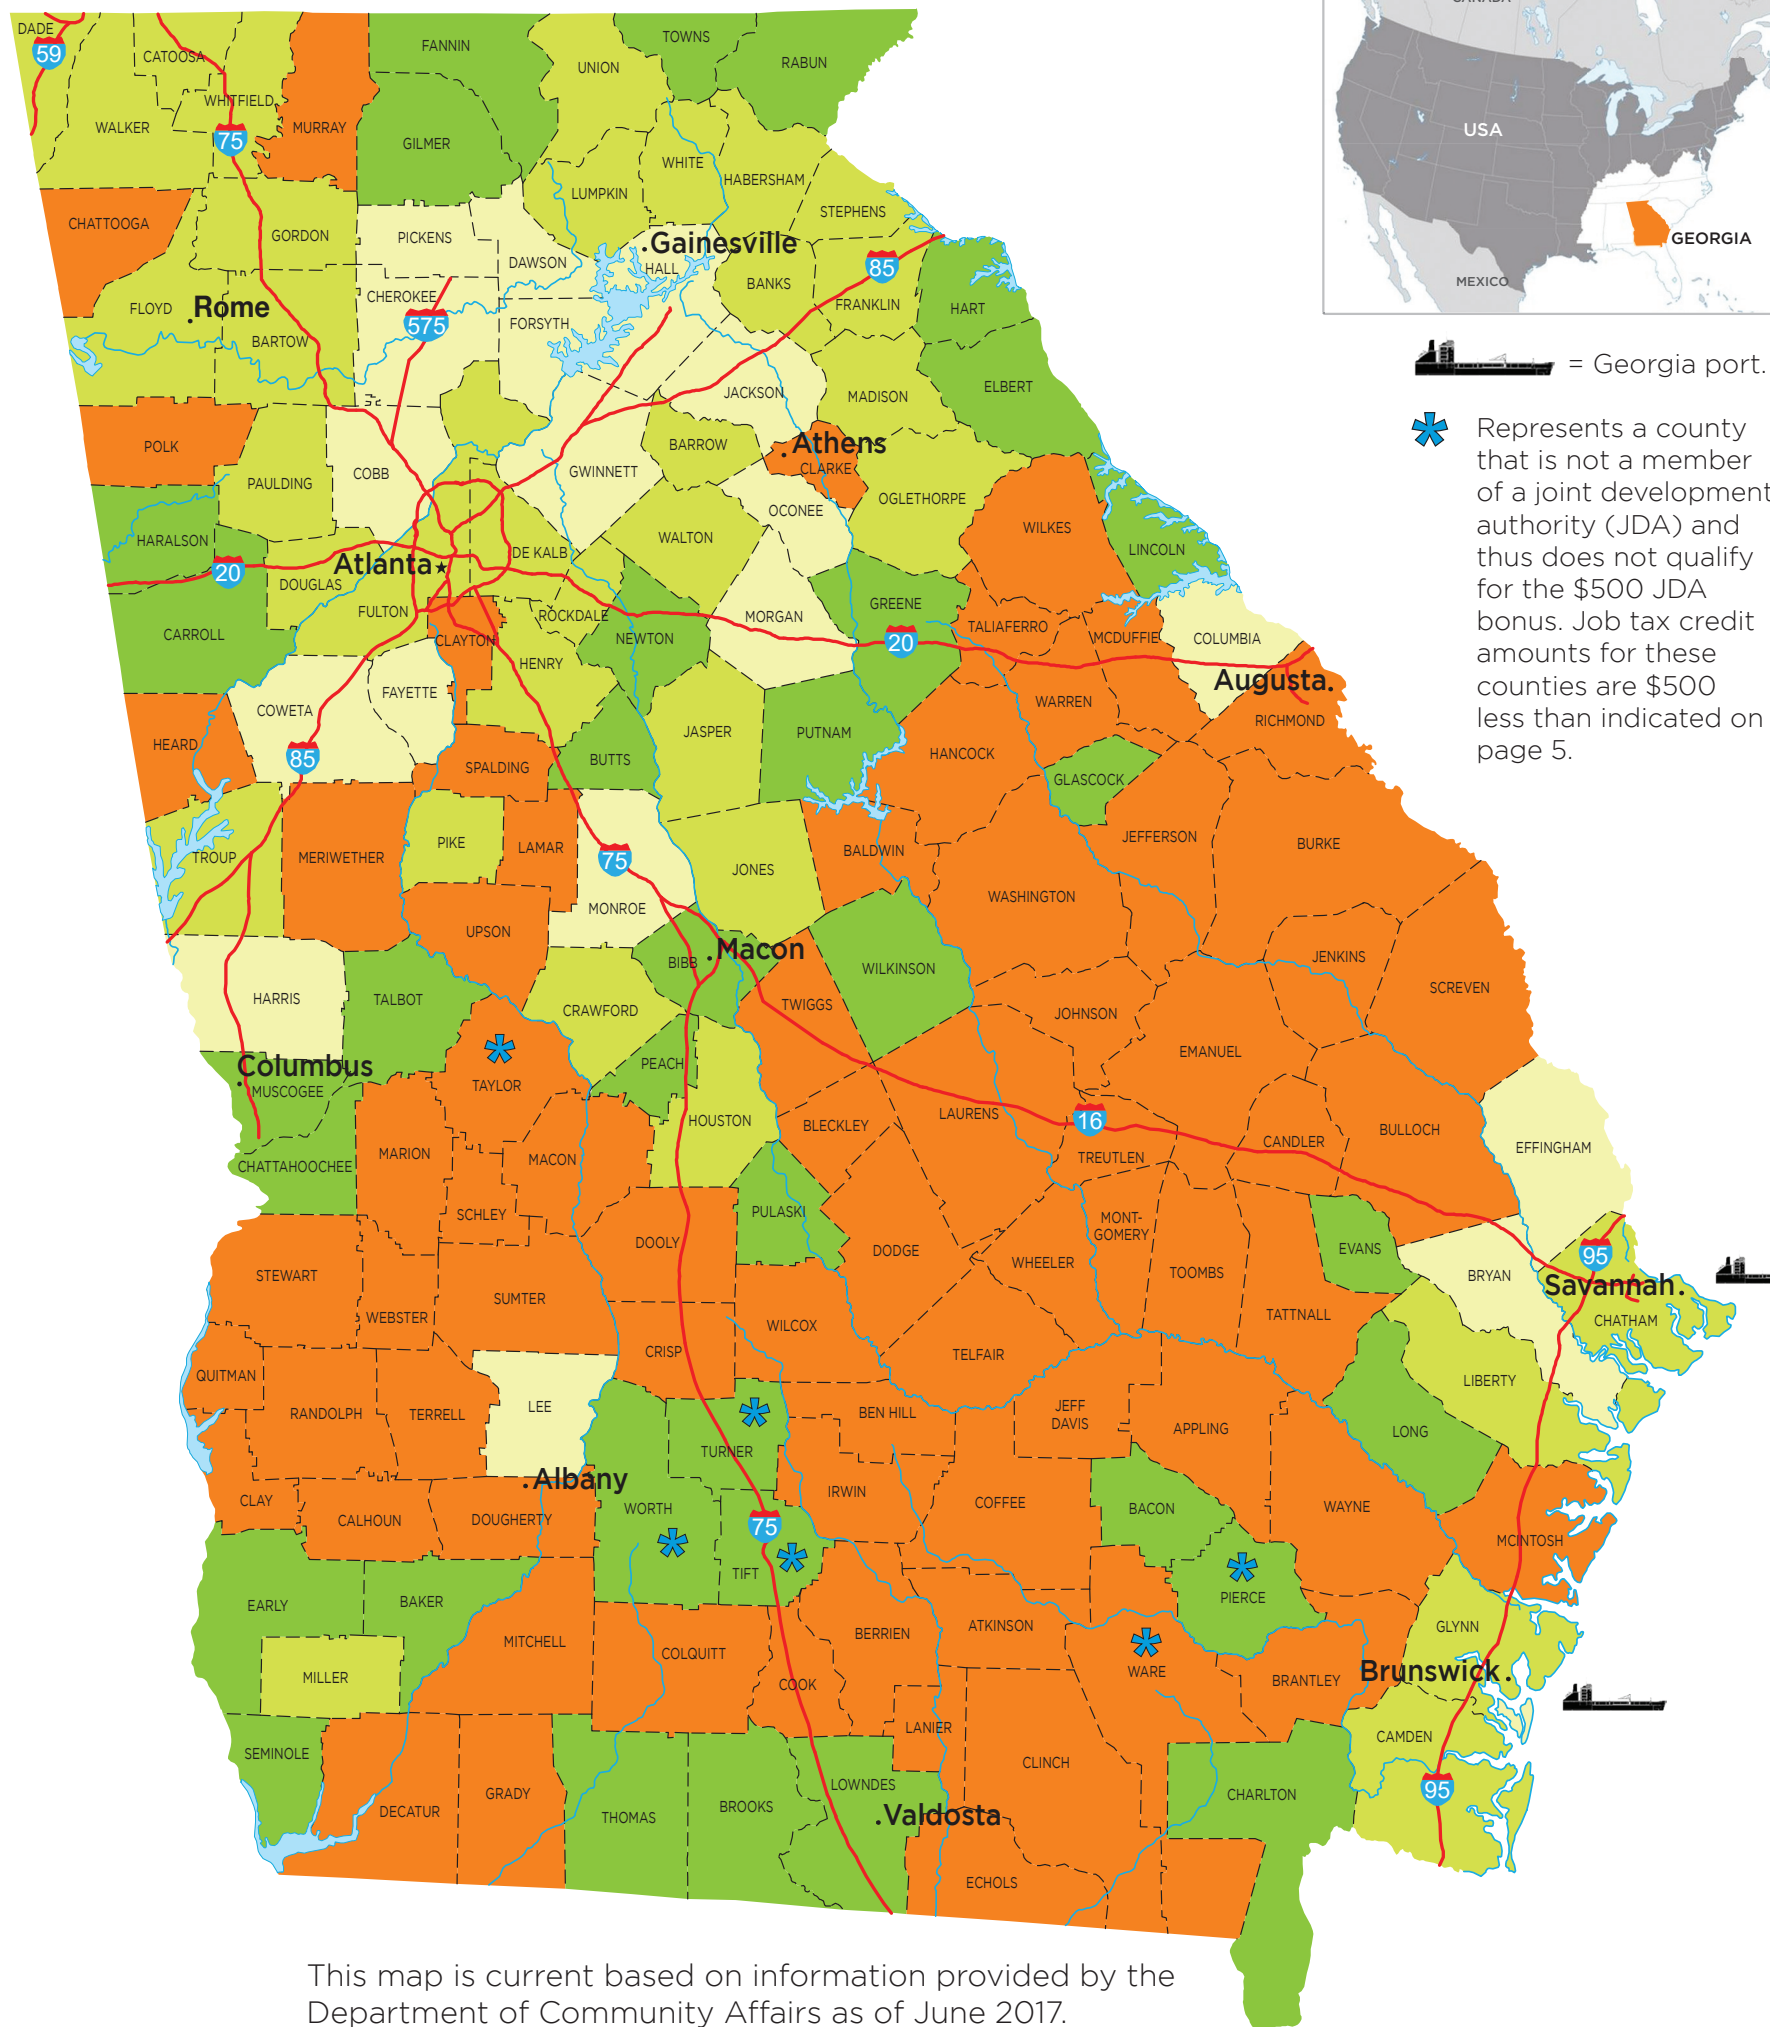 CANADA
USA
MEXICO
GEORGIA
= Georgia port.
Represents a county
that is not a member
of a joint development
authority (JDA) and
thus does not qualify
for the $500 JDA
bonus. Job tax credit
amounts for these
counties are $500
less than indicated on
page 5.
DADE
59
CATOOSA
WHITFIELD
WALKER
75
MURRAY
FANNIN
GILMER
UNION
TOWNS
RABUN
WHITE
LUMPKIN
HABERSHAM
STEPHENS
CHATTOOGA
GORDON
PICKENS
DAWSON
Gainesville
HALL
BANKS
85
FRANKLIN
HART
FLOYD
Rome
BARTOW
CHEROKEE
575
FORSYTH
JACKSON
MADISON
ELBERT
POLK
PAULDING
COBB
GWINNETT
BARROW
Athens
CLARKE
OCONEE
OGLETHORPE
WILKES
LINCOLN
HARALSON
20
DOUGLAS
Atlanta
DE KALB
WALTON
FULTON
CARROLL
CLAYTON
ROCKDALE
HENRY
NEWTON
MORGAN
GREENE
20
TALIAFERRO
MCDUFFIE
COLUMBIA
Augusta
RICHMOND
COWETA
FAYETTE
HEARD
85
SPALDING
BUTTS
JASPER
PUTNAM
HANCOCK
WARREN
GLASCOCK
JEFFERSON
BURKE
TROUP
MERIWETHER
PIKE
LAMAR
75
MONROE
JONES
BALDWIN
WASHINGTON
UPSON
BIBB
Macon
WILKINSON
JENKINS
SCREVEN
HARRIS
TALBOT
CRAWFORD
TWIGGS
JOHNSON
EMANUEL
Columbus
MUSCOGEE
TAYLOR
PEACH
HOUSTON
BLECKLEY
LAURENS
16
TREUTLEN
CANDLER
BULLOCH
EFFINGHAM
CHATTAHOOCHEE
MARION
MACON
SCHLEY
PULASKI
DOOLY
DODGE
WHEELER
MONT-
GOMERY
TOOMBS
EVANS
TATTNALL
BRYAN
95
Savannah
CHATHAM
STEWART
WEBSTER
SUMTER
WILCOX
CRISP
TELFAIR
LIBERTY
QUITMAN
RANDOLPH
TERRELL
LEE
TURNER
BEN HILL
JEFF
DAVIS
APPLING
LONG
Albany
CLAY
CALHOUN
DOUGHERTY
WORTH
75
TIFT
IRWIN
COFFEE
BACON
WAYNE
MCINTOSH
EARLY
BAKER
MITCHELL
MILLER
COLQUITT
COOK
BERRIEN
ATKINSON
PIERCE
WARE
BRANTLEY
GLYNN
Brunswick
CAMDEN
95
SEMINOLE
DECATUR
GRADY
THOMAS
BROOKS
LOWNDES
Valdosta
LANIER
CLINCH
ECHOLS
CHARLTON
This map is current based on information provided by the
Department of Community Affairs as of June 2017.